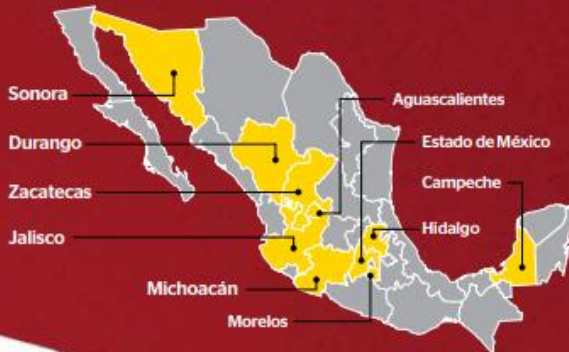 Sonora
Durango
Zacatecas
Jalisco
Michoacán
Morelos
Aguascalientes
Estado de México
Campeche
Hidalgo